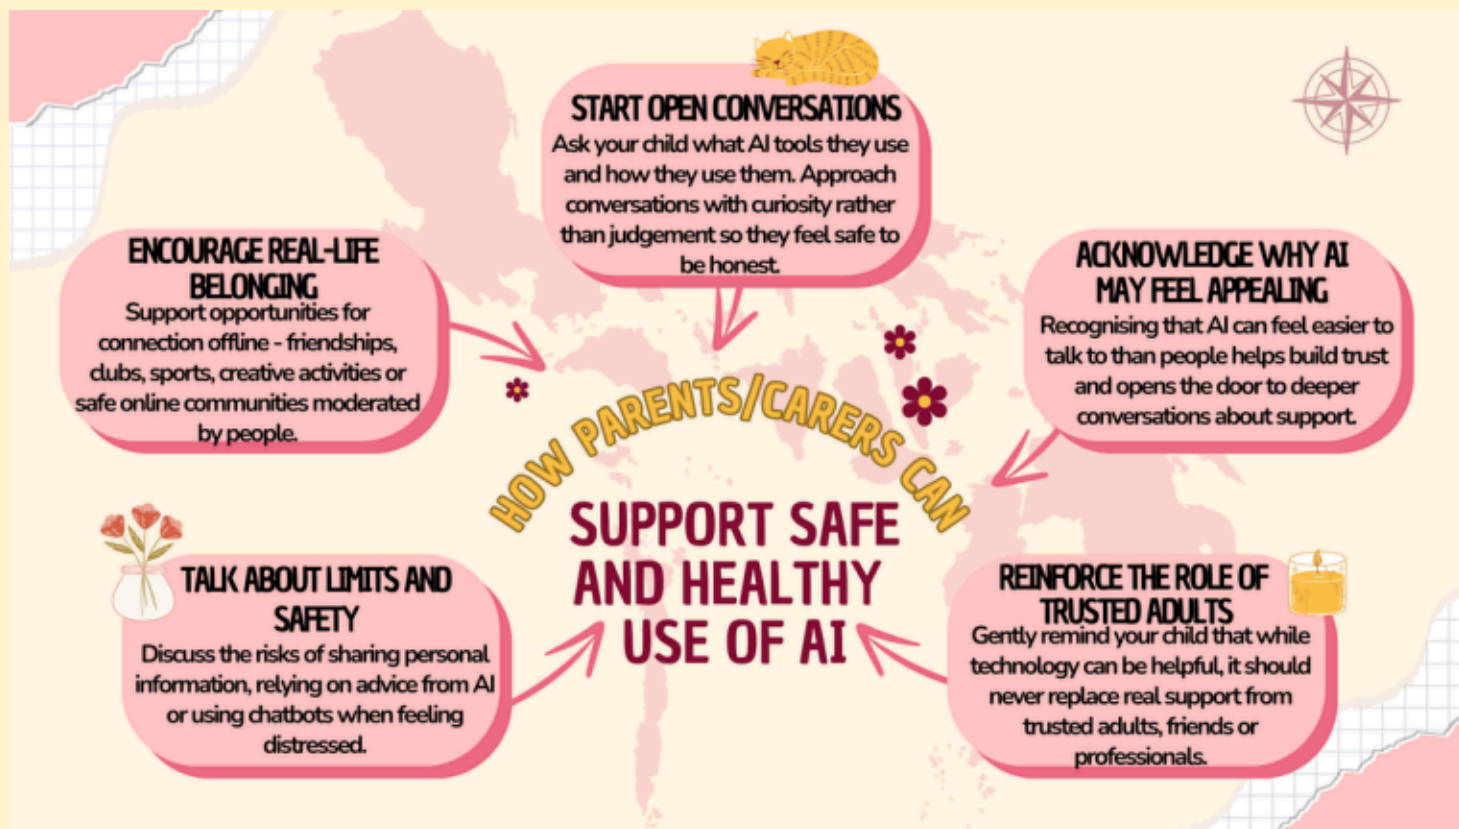 START OPEN CONVERSATIONS
Ask your child what AI tools they use
and how they use them. Approach
conversations with curiosity rather
than judgement so they feel safe to
be honest.
ENCOURAGE REAL-LIFE
BELONGING
Support opportunities for
connection offline - friendships,
clubs, sports, creative activities or
safe online communities moderated
by people.
ACKNOWLEDGE WHY AI
MAY FEEL APPEALING
Recognising that AI can feel easier to
talk to than people helps build trust
and opens the door to deeper
conversations about support.
HOW PARENTS/CARERS CAN
SUPPORT SAFE
AND HEALTHY
USE OF AI
TALK ABOUT LIMITS AND
SAFETY
Discuss the risks of sharing personal
information, relying on advice from AI
or using chatbots when feeling
distressed.
REINFORCE THE ROLE OF
TRUSTED ADULTS
Gently remind your child that while
technology can be helpful, it should
never replace real support from
trusted adults, friends or
professionals.